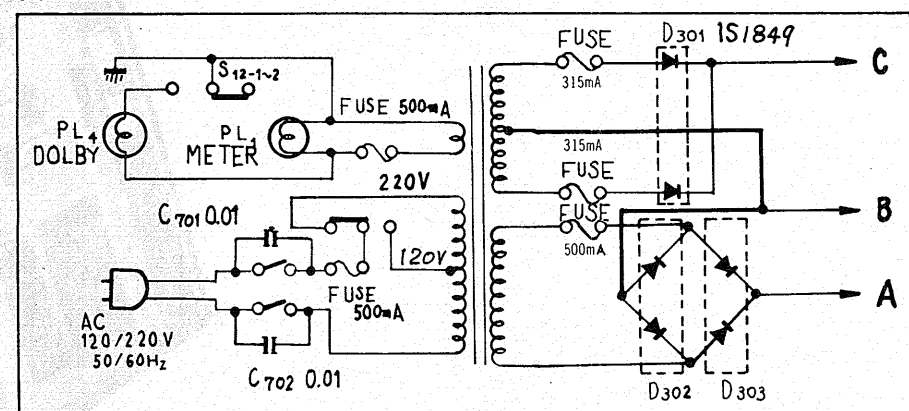 D301 1S1849
FUSE
315mA
C
S12-1~2
FUSE 500mA
PL4
DOLBY
PL1
METER
315mA
FUSE
220V
C701 0.01
FUSE
500mA
B
120V
FUSE
500mA
A
AC
120/220V
50/60Hz
C702 0.01
D302
D303